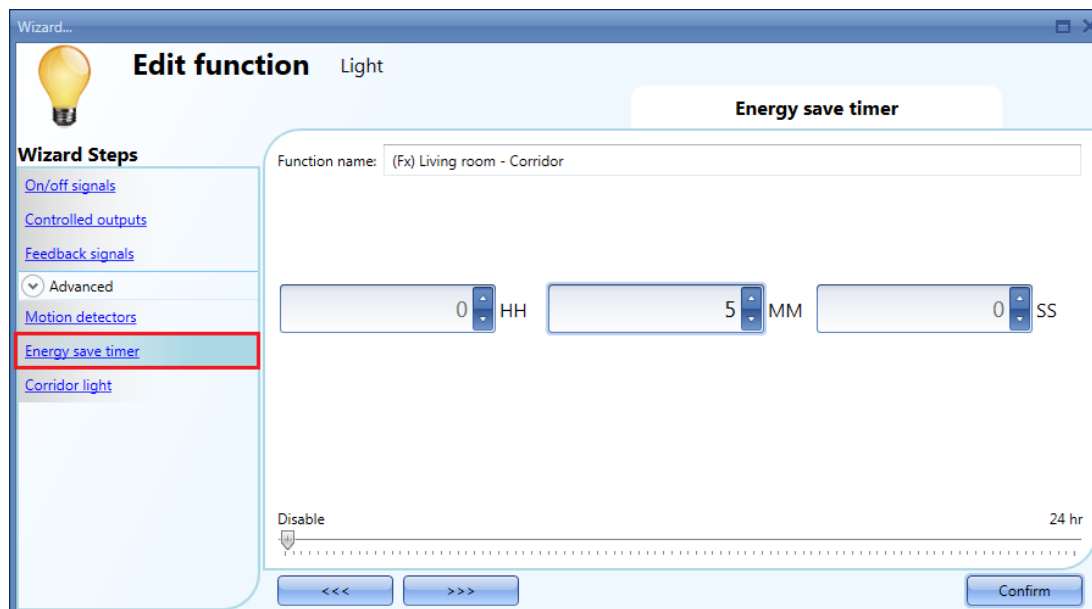 Wizard...
Edit function Light
Energy save timer
Wizard Steps
On/off signals
Controlled outputs
Feedback signals
Advanced
Motion detectors
Energy save timer
Corridor light
Function name: (Fx) Living room - Corridor
0 HH 5 MM 0 SS
Disable 24 hr
<<< >>> Confirm